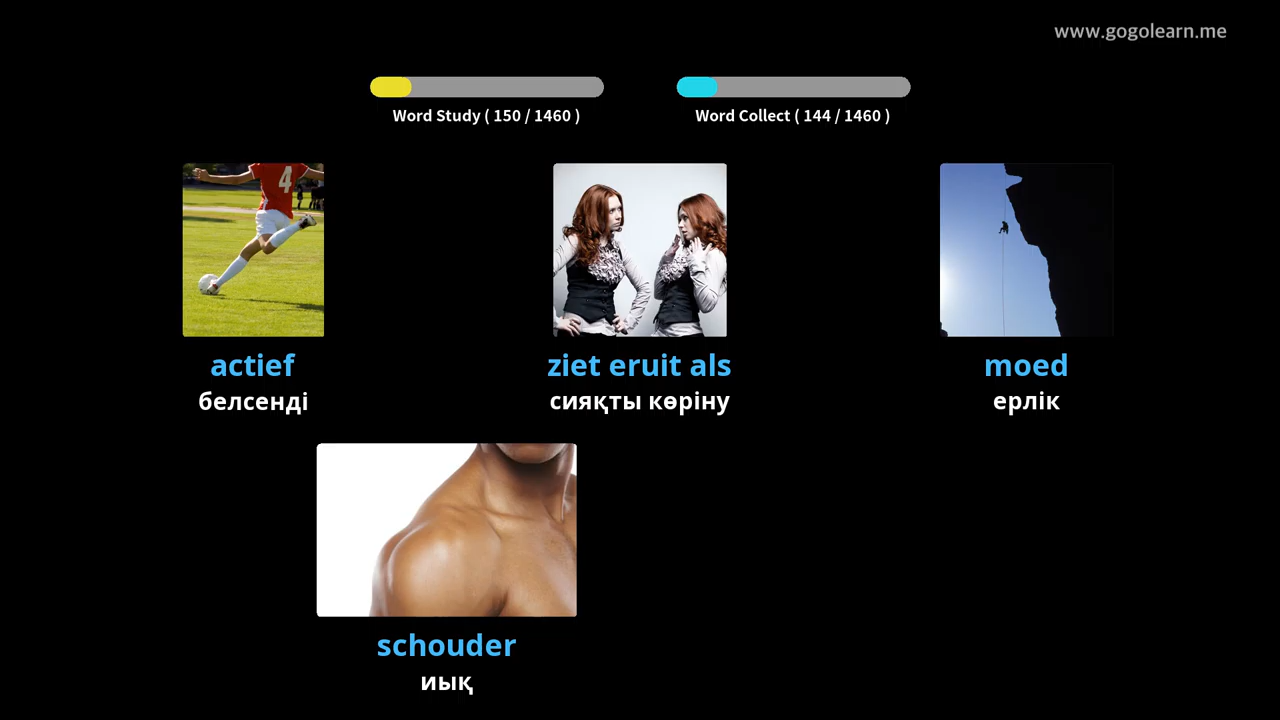 www.gogolearn.me
Word Study ( 150 / 1460 )
Word Collect ( 144 / 1460 )
4
actief
ziet eruit als
moed
белсенді
сияқты көріну
ерлік
schouder
иық